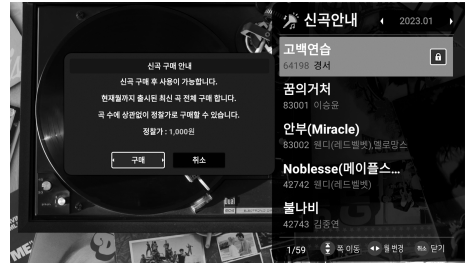 신곡안내
2023.01
고백연습
64198 경서
꿈의거처
83001 이승윤
안부(Miracle)
83002 웬디(레드벨벳),멜로망스
Noblesse(메이플스...
42742 웬디(레드벨벳)
불나비
42743 김중연
1/59 쪽 이동 월 변경 취소 닫기
신곡 구매 안내
신곡 구매 후 사용이 가능합니다.
현재월까지 출시된 최신 곡 전체 구매 합니다.
곡 수에 상관없이 정찰가로 구매할 수 있습니다.
정찰가 : 1,000원
구매 취소
dual